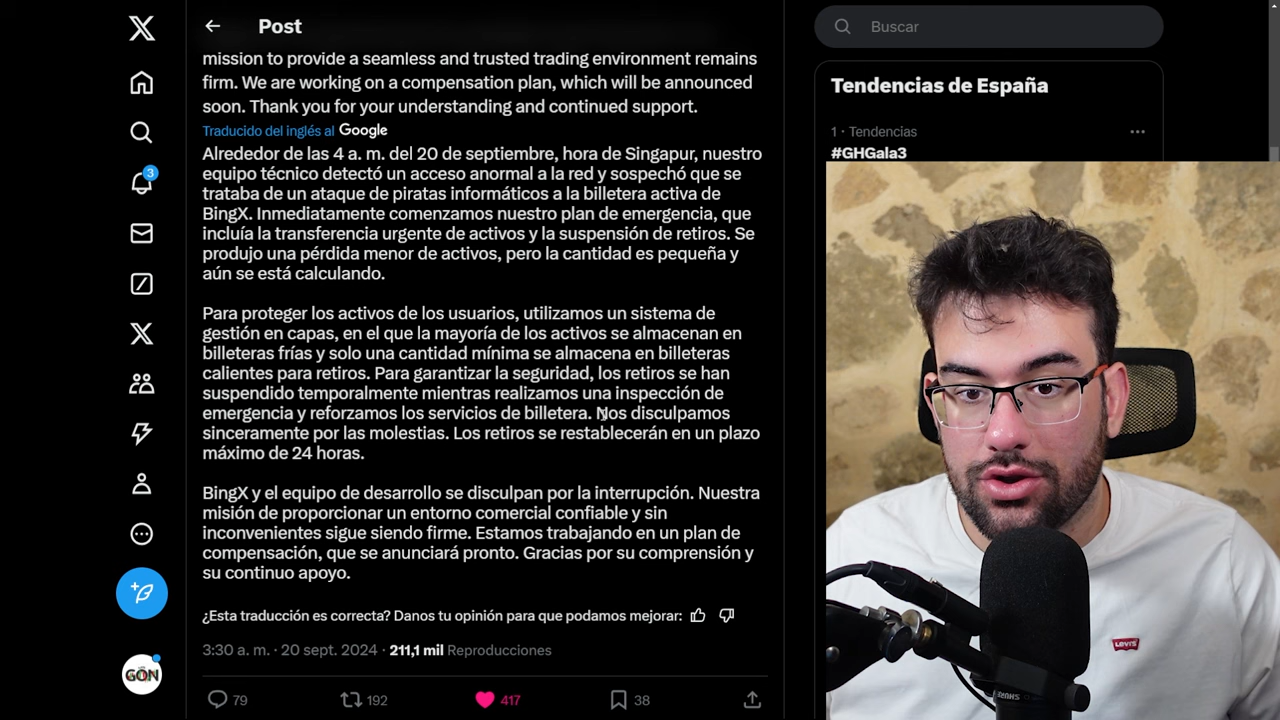 Post
mission to provide a seamless and trusted trading environment remains
firm. We are working on a compensation plan, which will be announced
soon. Thank you for your understanding and continued support.
Traducido del inglés al Google
Alrededor de las 4 a. m. del 20 de septiembre, hora de Singapur, nuestro
equipo técnico detectó un acceso anormal a la red y sospechó que se
trataba de un ataque de piratas informáticos a la billetera activa de
BingX. Inmediatamente comenzamos nuestro plan de emergencia, que
incluía la transferencia urgente de activos y la suspensión de retiros. Se
produjo una pérdida menor de activos, pero la cantidad es pequeña y
aún se está calculando.
Para proteger los activos de los usuarios, utilizamos un sistema de
gestión en capas, en el que la mayoría de los activos se almacenan en
billeteras frías y solo una cantidad mínima se almacena en billeteras
calientes para retiros. Para garantizar la seguridad, los retiros se han
suspendido temporalmente mientras realizamos una inspección de
emergencia y reforzamos los servicios de billetera. Nos disculpamos
sinceramente por las molestias. Los retiros se restablecerán en un plazo
máximo de 24 horas.
BingX y el equipo de desarrollo se disculpan por la interrupción. Nuestra
misión de proporcionar un entorno comercial confiable y sin
inconvenientes sigue siendo firme. Estamos trabajando en un plan de
compensación, que se anunciará pronto. Gracias por su comprensión y
su continuo apoyo.
¿Esta traducción es correcta? Danos tu opinión para que podamos mejorar:
3:30 a. m. · 20 sept. 2024 · 211,1 mil Reproducciones
79 192 417 38
3
GÓN
Buscar
Tendencias de España
1 · Tendencias
#GHGala3
Levi's
SHURE